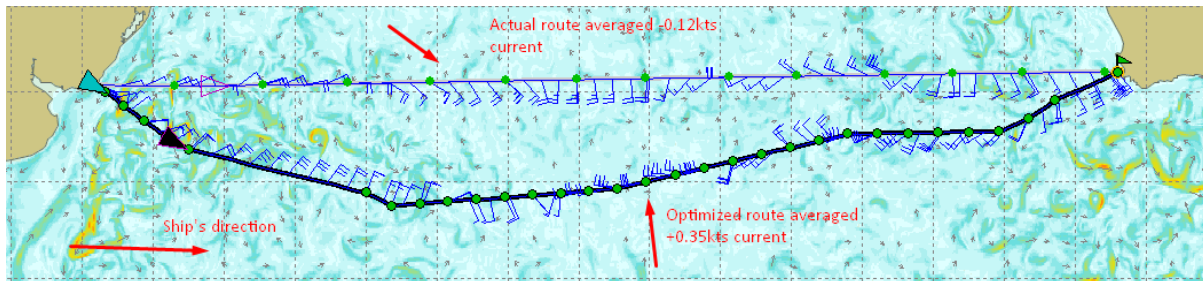 Actual route averaged -0.12kts
current
Ship's direction
Optimized route averaged
+0.35kts current